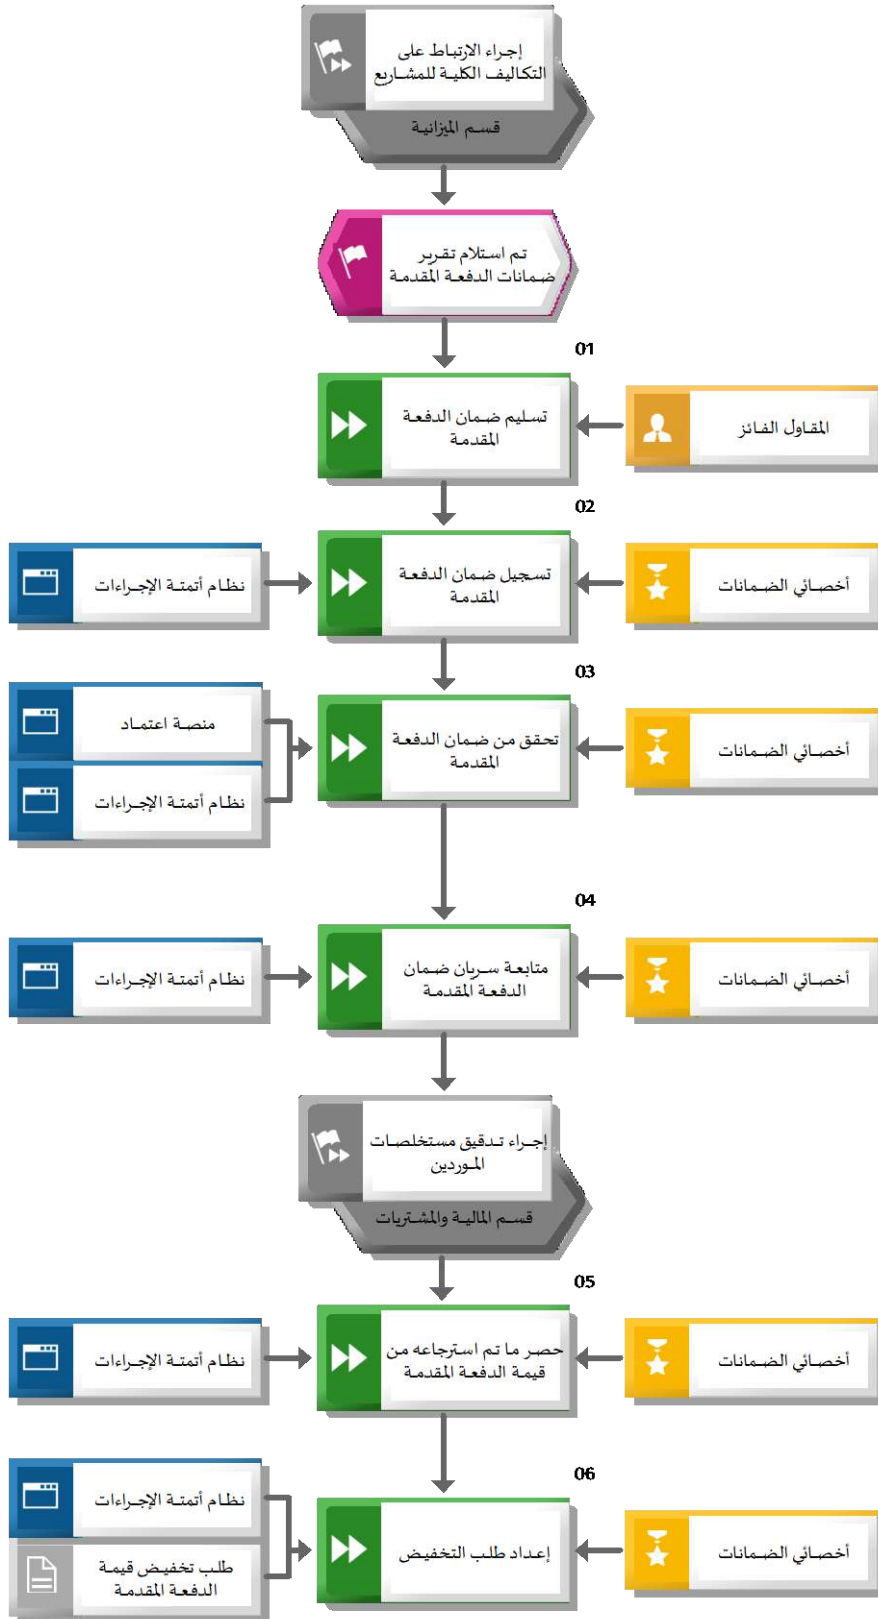 إجراء الارتباط على
التكاليف الكلية للمشاريع
قسم الميزانية
تم استلام تقرير
ضمانات الدفعة المقدمة
01
تسليم ضمان الدفعة
المقدمة
المقاول الفائز
02
أخصائي الضمانات
تسجيل ضمان الدفعة
المقدمة
نظام أتمتة الإجراءات
03
أخصائي الضمانات
تحقق من ضمان الدفعة
المقدمة
منصة اعتماد
نظام أتمتة الإجراءات
04
أخصائي الضمانات
متابعة سريان ضمان
الدفعة المقدمة
نظام أتمتة الإجراءات
إجراء تدقيق مستخلصات
الموردين
قسم المالية والمشتريات
05
أخصائي الضمانات
حصر ما تم استرجاعه من
قيمة الدفعة المقدمة
نظام أتمتة الإجراءات
06
أخصائي الضمانات
إعداد طلب التخفيض
نظام أتمتة الإجراءات
طلب تخفيض قيمة
الدفعة المقدمة